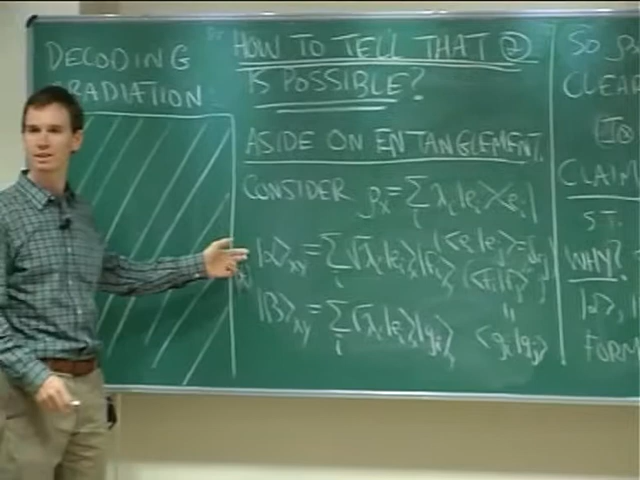 DECODING
RADIATION
HOW TO TELL THAT ②
IS POSSIBLE?
ASIDE ON ENTANGLEMENT.
CONSIDER ρ_x = Σ_i λ_i |e_i><e_i|
|α>_xy = Σ_i √λ_i |e_i>|f_i> <e_i|e_j> = δ_ij
<f_i|f_j>
"
|β>_xy = Σ_i √λ_i |e_i>|g_i> <g_i|g_j>
SO
CLEAR
CLAIM
S.T.
WHY?
|α>, |
FORM